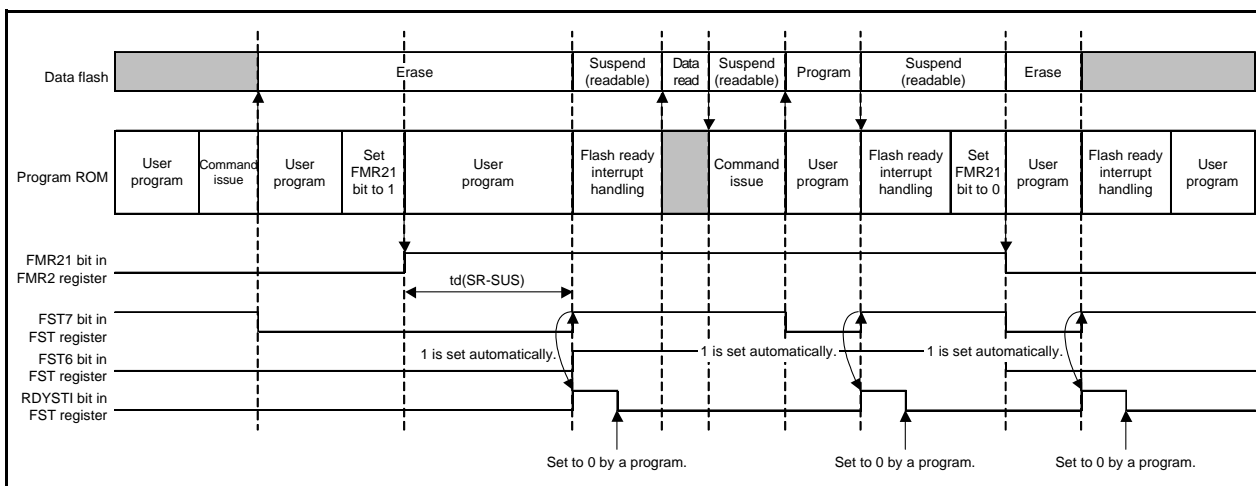 Data flash
Erase
Suspend
(readable)
Data
read
Suspend
(readable)
Program
Suspend
(readable)
Erase
Program ROM
User
program
Command
issue
User
program
Set
FMR21
bit to 1
User
program
Flash ready
interrupt
handling
Command
issue
User
program
Flash ready
interrupt
handling
Set
FMR21
bit to 0
User
program
Flash ready
interrupt
handling
User
program
FMR21 bit in
FMR2 register
td(SR-SUS)
FST7 bit in
FST register
1 is set automatically.
1 is set automatically.
1 is set automatically.
FST6 bit in
FST register
RDYSTI bit in
FST register
Set to 0 by a program.
Set to 0 by a program.
Set to 0 by a program.